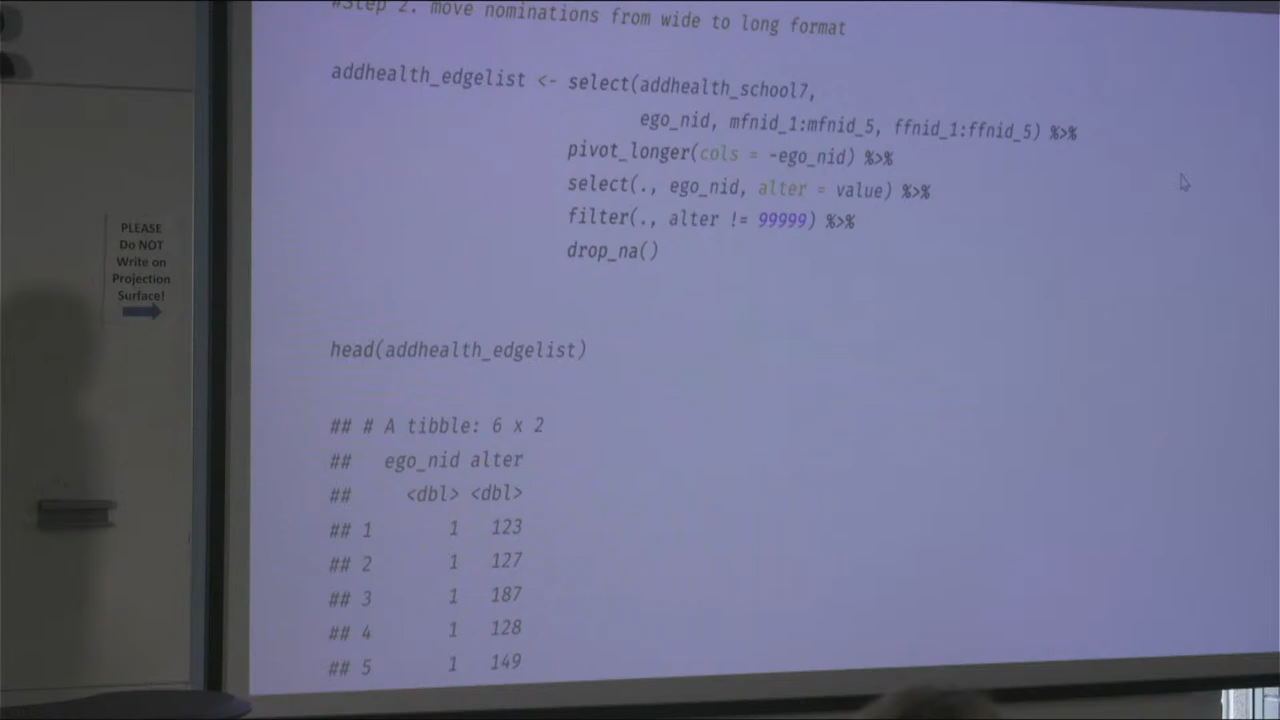 #Step 2. move nominations from wide to long format
addhealth_edgelist <- select(addhealth_school7,
ego_nid, mfnid_1:mfnid_5, ffnid_1:ffnid_5) %>%
pivot_longer(cols = -ego_nid) %>%
select(., ego_nid, alter = value) %>%
filter(., alter != 99999) %>%
drop_na()
head(addhealth_edgelist)
## # A tibble: 6 x 2
## ego_nid alter
## <dbl> <dbl>
## 1 1 123
## 2 1 127
## 3 1 187
## 4 1 128
## 5 1 149
PLEASE
Do NOT
Write on
Projection
Surface!